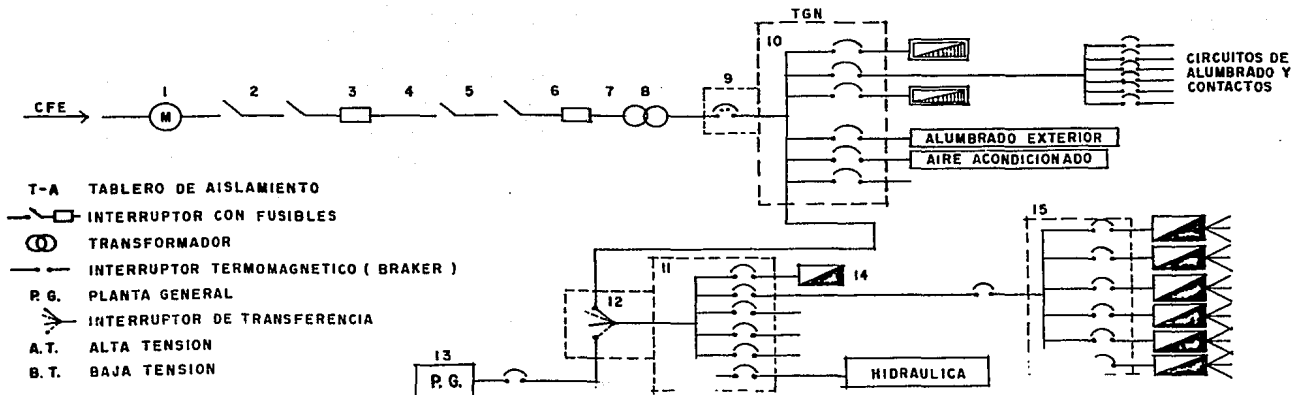 TGN
10
9
CIRCUITOS DE
ALUMBRADO Y
CONTACTOS
CFE
1
2
3
4
5
6
7
8
M
ALUMBRADO EXTERIOR
AIRE ACONDICIONADO
T-A TABLERO DE AISLAMIENTO
INTERRUPTOR CON FUSIBLES
TRANSFORMADOR
INTERRUPTOR TERMOMAGNETICO ( BRAKER )
P.G. PLANTA GENERAL
INTERRUPTOR DE TRANSFERENCIA
A.T. ALTA TENSION
B.T. BAJA TENSION
11
12
13
P.G.
14
15
HIDRAULICA